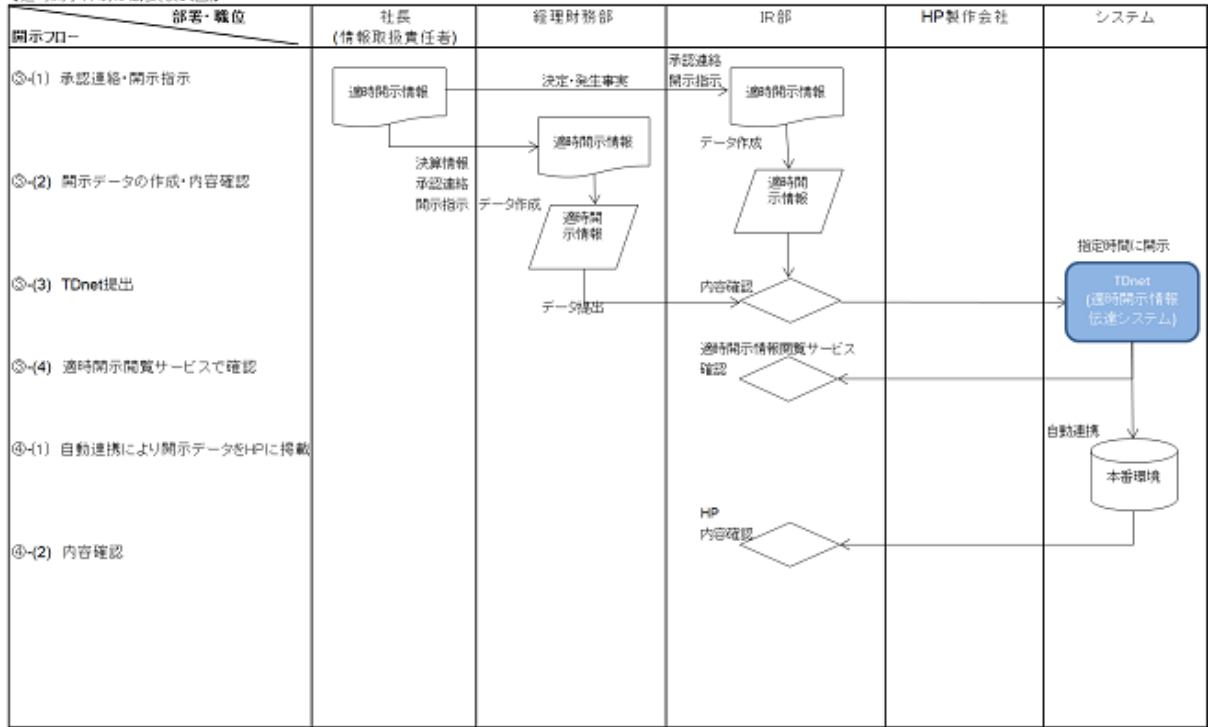 部署・職位
開示フロー
社長
(情報取扱責任者)
経理財務部
IR部
HP製作会社
システム
③-(1) 承認連絡・開示指示
適時開示情報
決定・発生事実
承認連絡
開示指示
適時開示情報
適時開示情報
データ作成
決算情報
承認連絡
開示指示
③-(2) 開示データの作成・内容確認
適時開
示情報
データ作成
適時開
示情報
指定時間に開示
③-(3) TDnet提出
データ提出
内容確認
TDnet
(適時開示情報
伝達システム)
③-(4) 適時開示閲覧サービスで確認
適時開示情報閲覧サービス
確認
④-(1) 自動連携により開示データをHPに掲載
自動連携
本番環境
HP
内容確認
④-(2) 内容確認